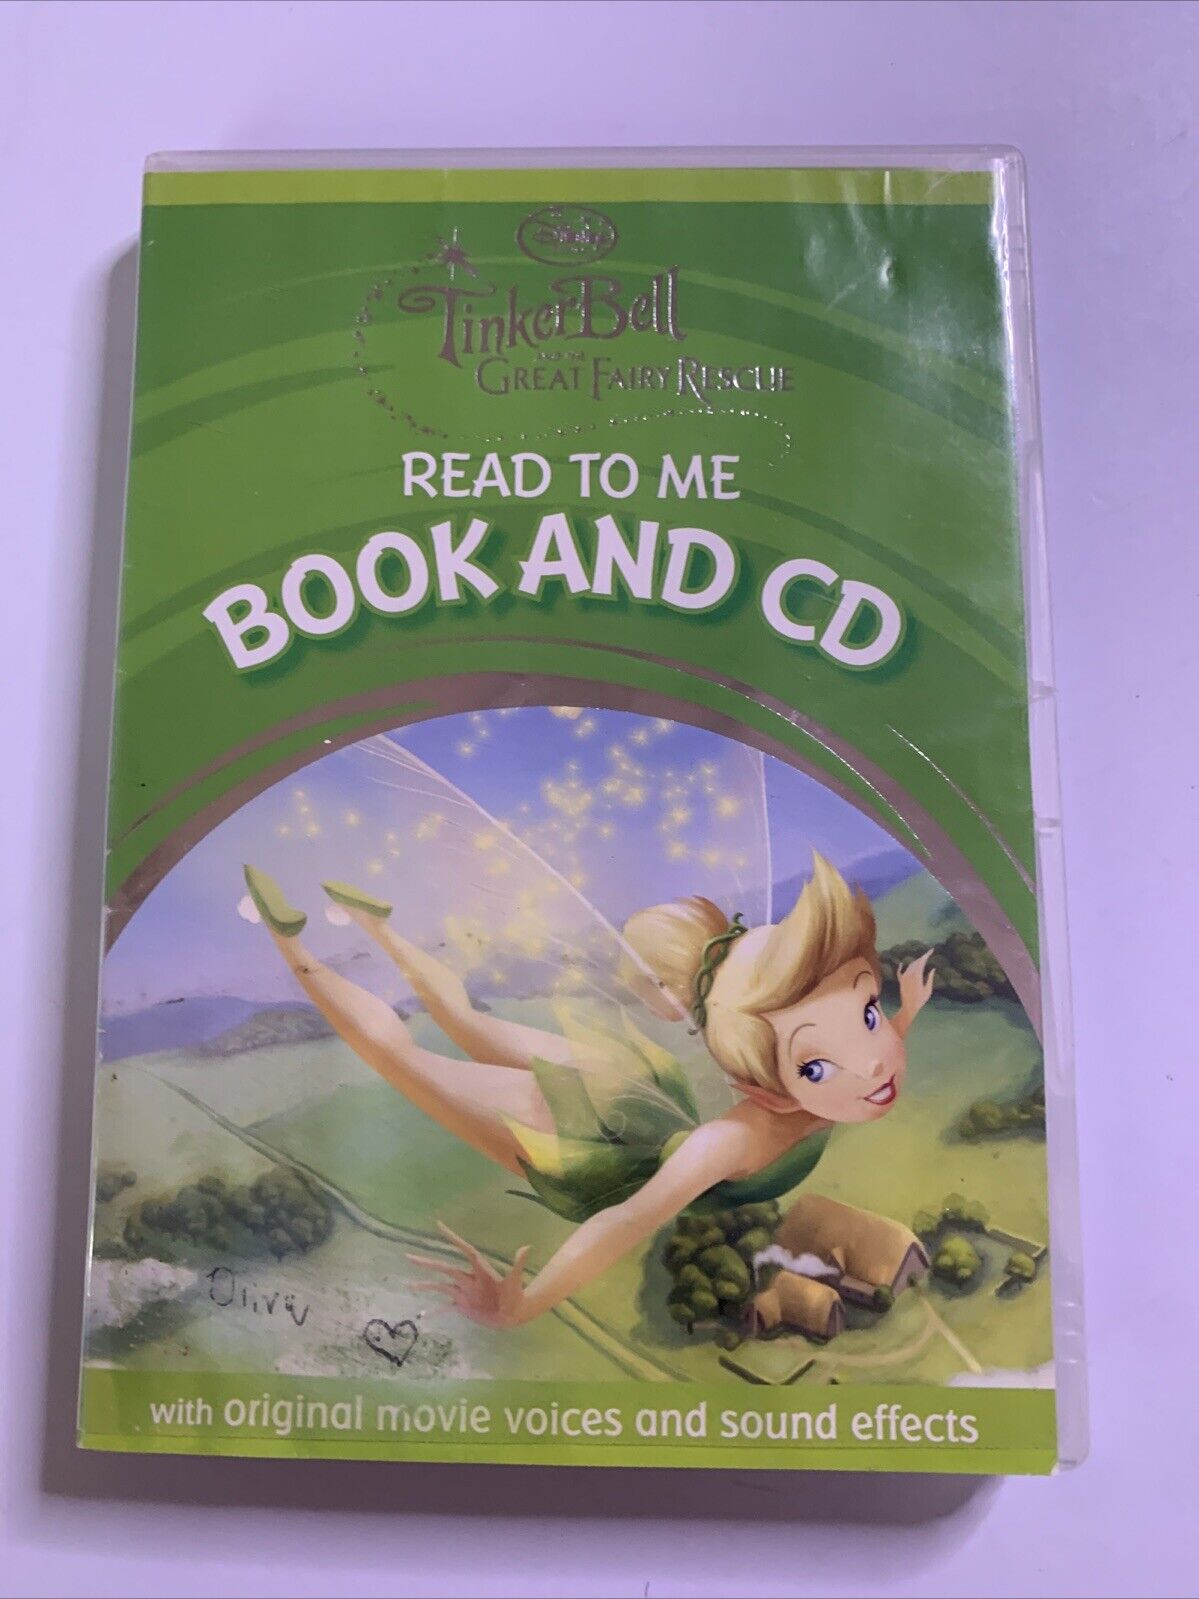 Disney
TinkerBell
AND THE
GREAT FAIRY RESCUE
READ TO ME
BOOK AND CD
Oliva
with original movie voices and sound effects